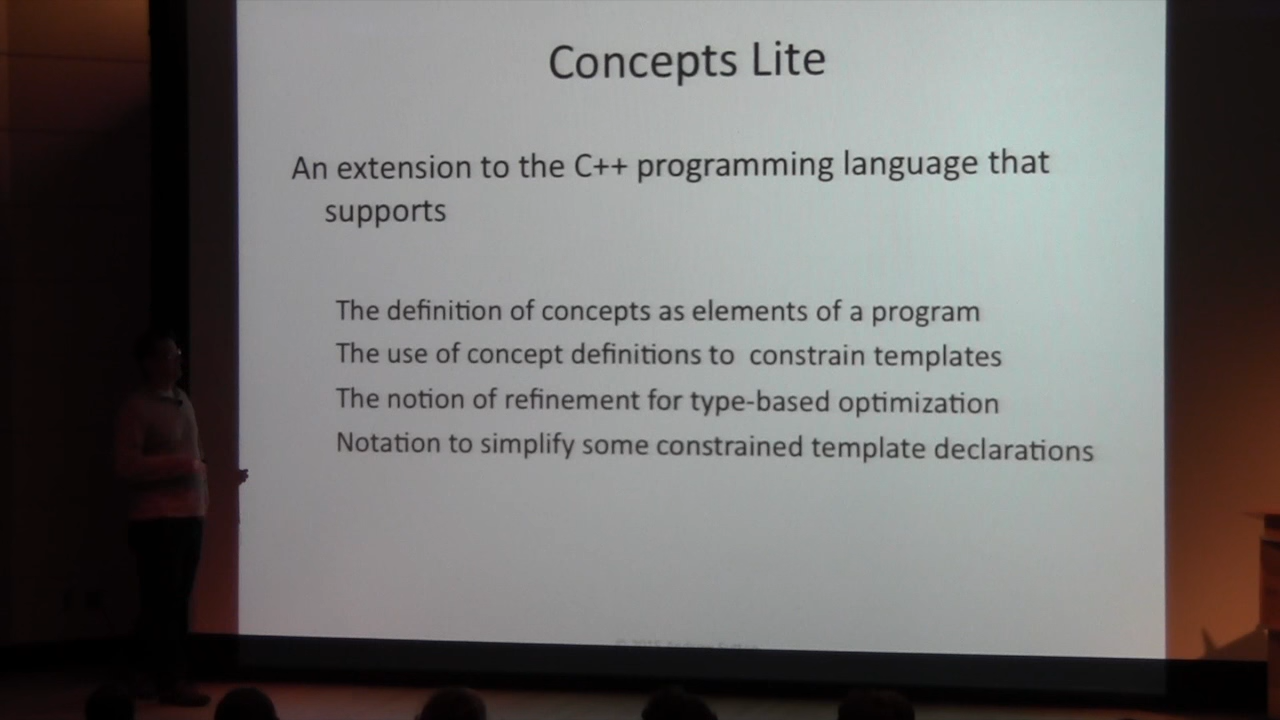 Concepts Lite
An extension to the C++ programming language that
supports
The definition of concepts as elements of a program
The use of concept definitions to constrain templates
The notion of refinement for type-based optimization
Notation to simplify some constrained template declarations